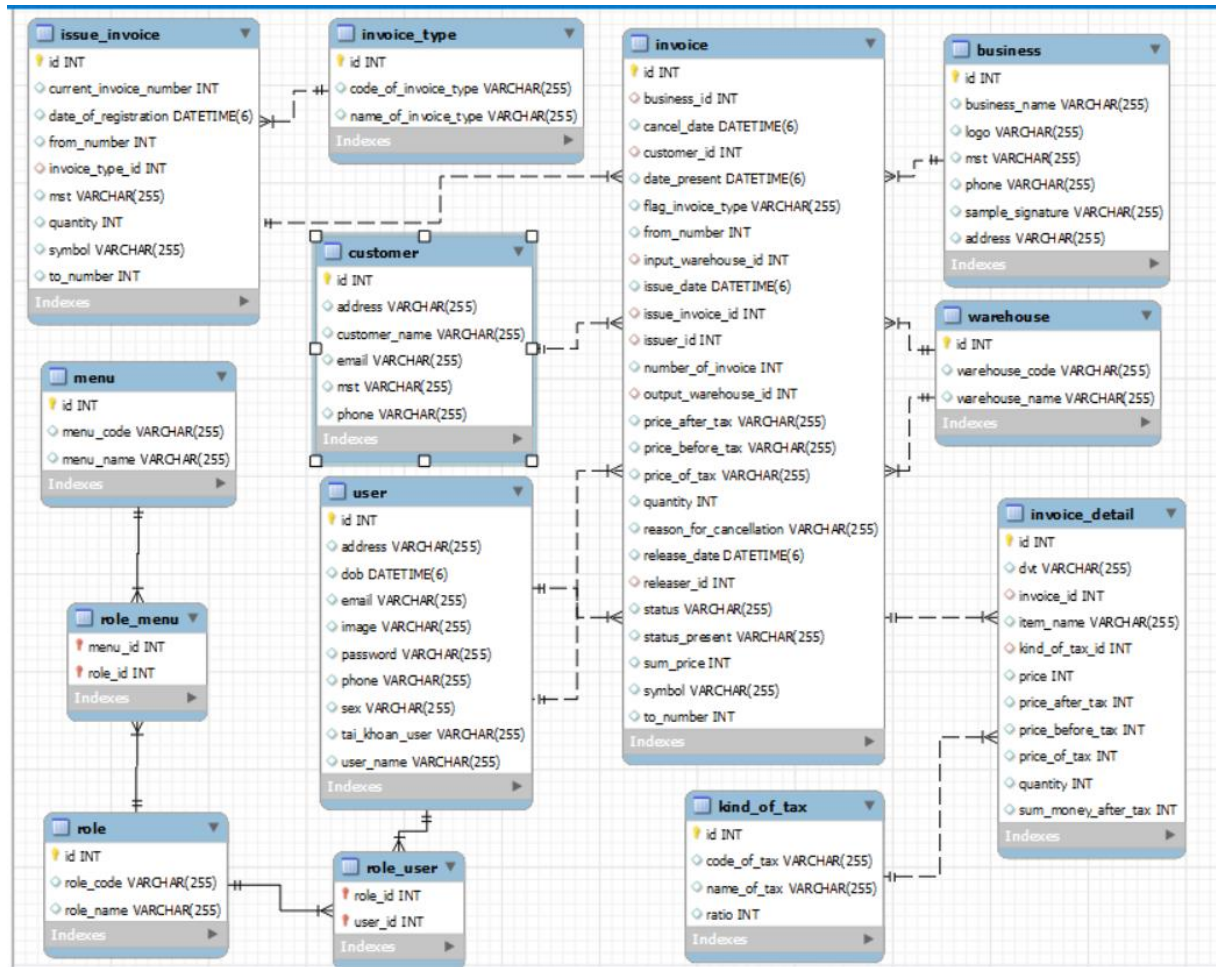 issue_invoice
id INT
current_invoice_number INT
date_of_registration DATETIME(6)
from_number INT
invoice_type_id INT
mst VARCHAR(255)
quantity INT
symbol VARCHAR(255)
to_number INT
Indexes
invoice_type
id INT
code_of_invoice_type VARCHAR(255)
name_of_invoice_type VARCHAR(255)
Indexes
invoice
id INT
business_id INT
cancel_date DATETIME(6)
customer_id INT
date_present DATETIME(6)
flag_invoice_type VARCHAR(255)
from_number INT
input_warehouse_id INT
issue_date DATETIME(6)
issue_invoice_id INT
issuer_id INT
number_of_invoice INT
output_warehouse_id INT
price_after_tax VARCHAR(255)
price_before_tax VARCHAR(255)
price_of_tax VARCHAR(255)
quantity INT
reason_for_cancellation VARCHAR(255)
release_date DATETIME(6)
releaser_id INT
status VARCHAR(255)
status_present VARCHAR(255)
sum_price INT
symbol VARCHAR(255)
to_number INT
Indexes
business
id INT
business_name VARCHAR(255)
logo VARCHAR(255)
mst VARCHAR(255)
phone VARCHAR(255)
sample_signature VARCHAR(255)
address VARCHAR(255)
Indexes
customer
id INT
address VARCHAR(255)
customer_name VARCHAR(255)
email VARCHAR(255)
mst VARCHAR(255)
phone VARCHAR(255)
Indexes
warehouse
id INT
warehouse_code VARCHAR(255)
warehouse_name VARCHAR(255)
Indexes
menu
id INT
menu_code VARCHAR(255)
menu_name VARCHAR(255)
Indexes
user
id INT
address VARCHAR(255)
dob DATETIME(6)
email VARCHAR(255)
image VARCHAR(255)
password VARCHAR(255)
phone VARCHAR(255)
sex VARCHAR(255)
tai_khoan_user VARCHAR(255)
user_name VARCHAR(255)
Indexes
invoice_detail
id INT
dvt VARCHAR(255)
invoice_id INT
item_name VARCHAR(255)
kind_of_tax_id INT
price INT
price_after_tax INT
price_before_tax INT
price_of_tax INT
quantity INT
sum_money_after_tax INT
Indexes
role_menu
menu_id INT
role_id INT
Indexes
role
id INT
role_code VARCHAR(255)
role_name VARCHAR(255)
Indexes
role_user
role_id INT
user_id INT
Indexes
kind_of_tax
id INT
code_of_tax VARCHAR(255)
name_of_tax VARCHAR(255)
ratio INT
Indexes